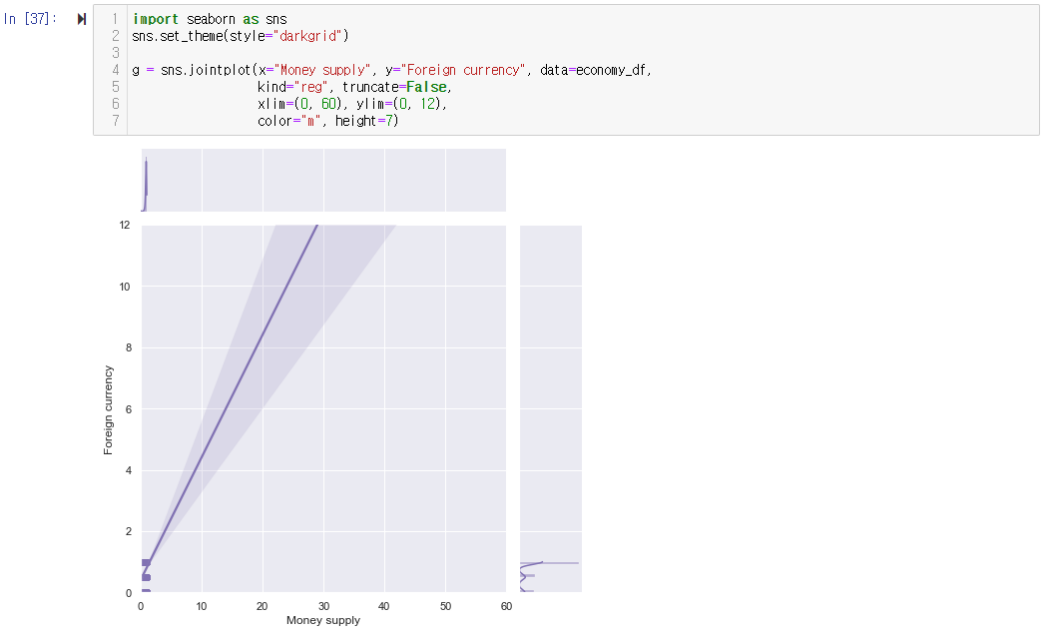 In [37]:
1 import seaborn as sns
2 sns.set_theme(style="darkgrid")
3
4 g = sns.jointplot(x="Money supply", y="Foreign currency", data=economy_df,
5 kind="reg", truncate=False,
6 xlim=(0, 60), ylim=(0, 12),
7 color="m", height=7)
12
10
8
6
4
2
0
Foreign currency
0 10 20 30 40 50 60
Money supply